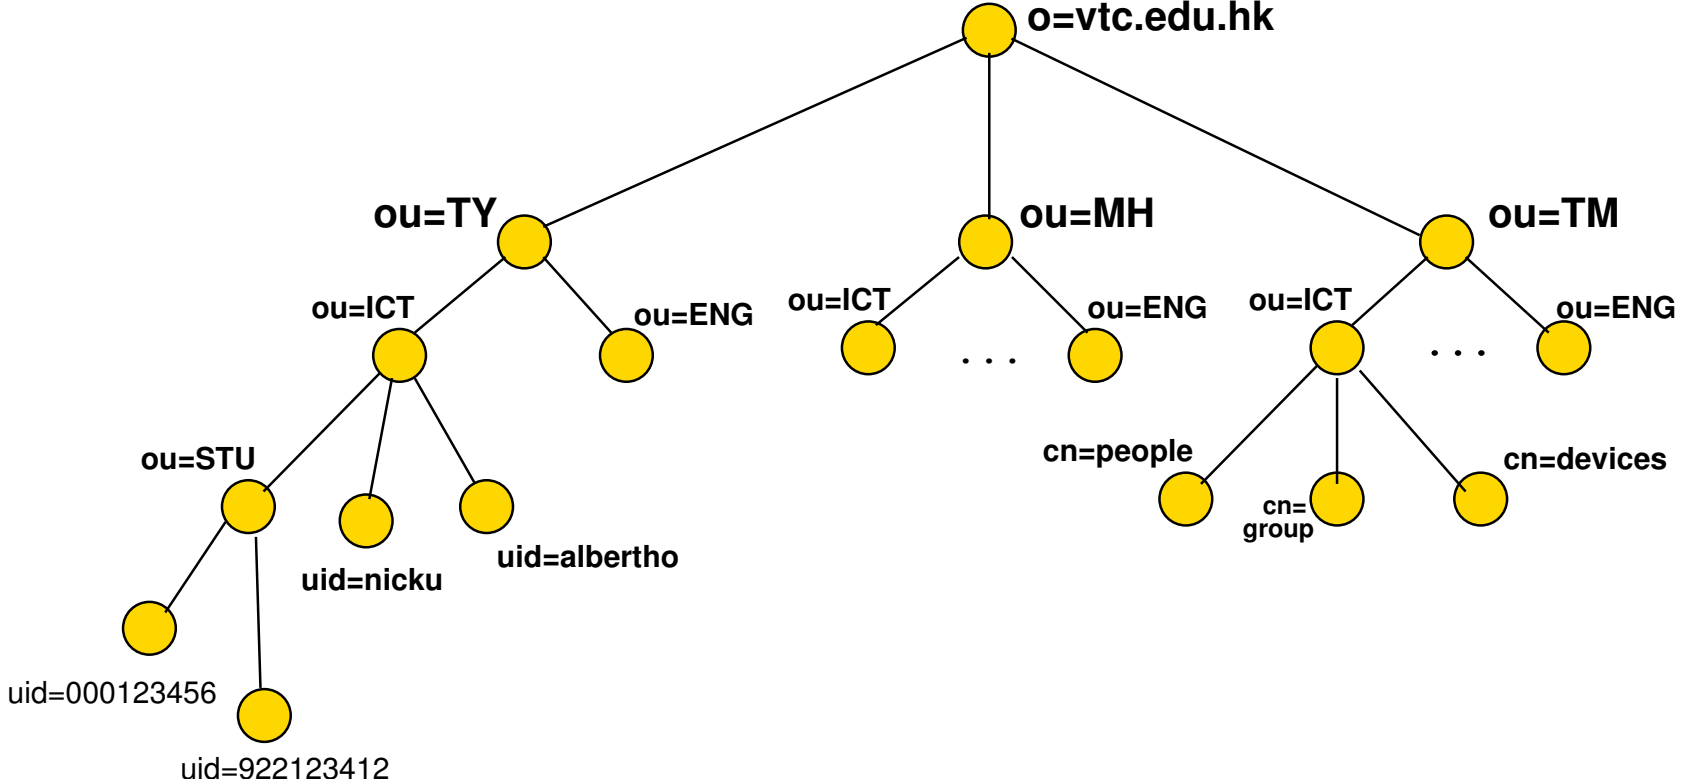 o=vtc.edu.hk
ou=TY
ou=MH
ou=TM
ou=ICT
ou=ENG
ou=ICT
ou=ENG
ou=ICT
ou=ENG
. . .
. . .
ou=STU
cn=people
cn=
group
cn=devices
uid=nicku
uid=albertho
uid=000123456
uid=922123412